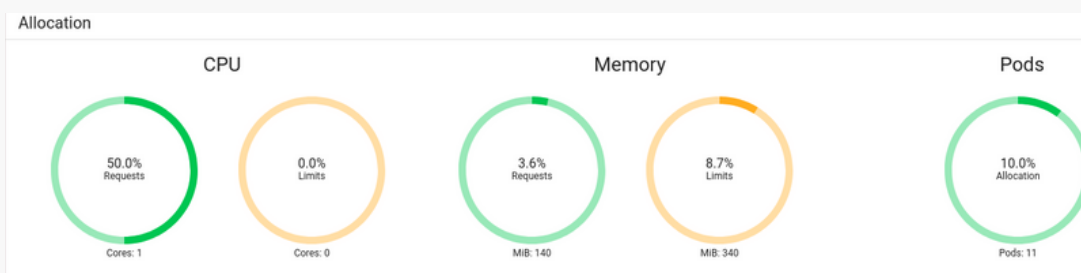 Allocation
CPU
Memory
Pods
50.0%
Requests
0.0%
Limits
3.6%
Requests
8.7%
Limits
10.0%
Allocation
Cores: 1
Cores: 0
MiB: 140
MiB: 340
Pods: 11